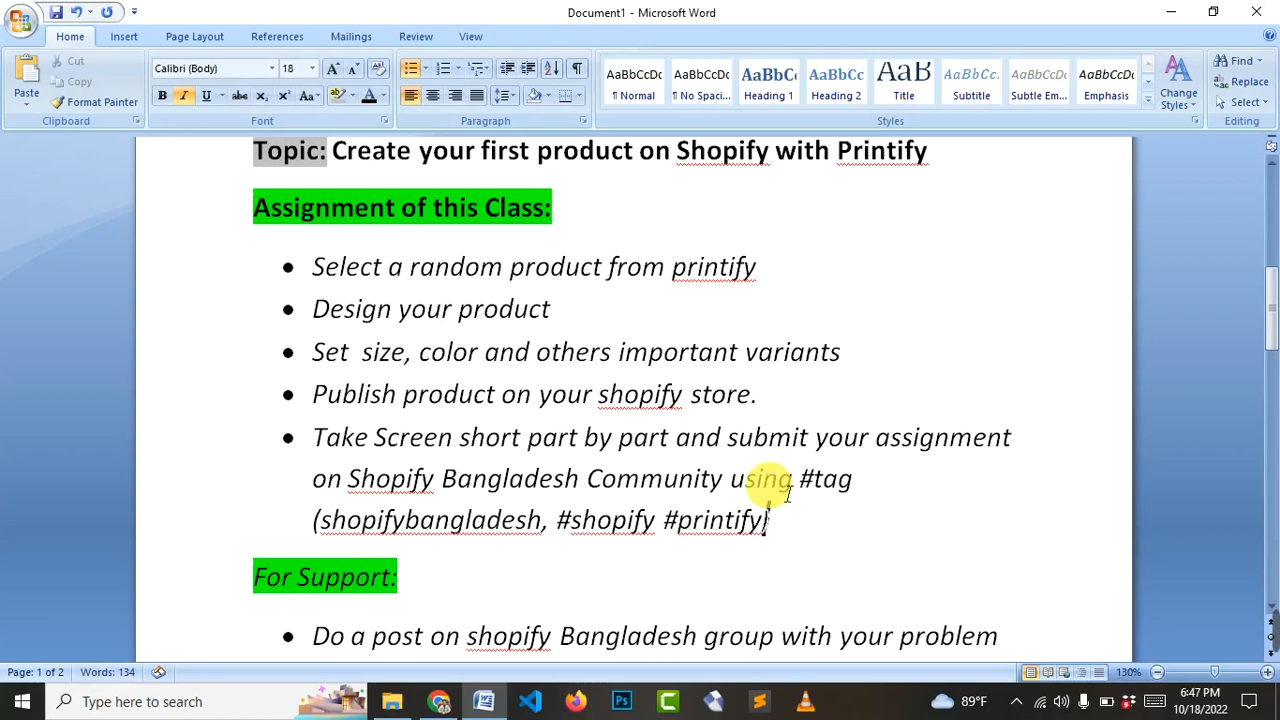 Document1 - Microsoft Word
Home Insert Page Layout References Mailings Review View
Paste
Cut
Copy
Format Painter
Clipboard
Calibri (Body) 18
Font
Paragraph
AaBbCcDc AaBbCcDc AaBbCc AaBbCc AaB AaBbCc. AaBbCcDc AaBbCcDc
¶ Normal ¶ No Spaci... Heading 1 Heading 2 Title Subtitle Subtle Em... Emphasis
Change Styles
Styles
Find
Replace
Select
Editing
Topic: Create your first product on Shopify with Printify
Assignment of this Class:
• Select a random product from printify
• Design your product
• Set size, color and others important variants
• Publish product on your shopify store.
• Take Screen short part by part and submit your assignment
on Shopify Bangladesh Community using #tag
(shopifybangladesh, #shopify #printify)
For Support:
• Do a post on shopify Bangladesh group with your problem
Page: 1 of 2 Words: 134 130%
Type here to search
89°F
6:47 PM
10/18/2022